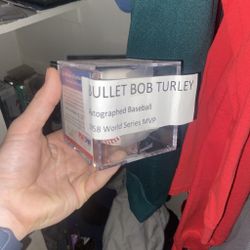 BULLET BOB TURLEY
Autographed Baseball
958 World Series MVP